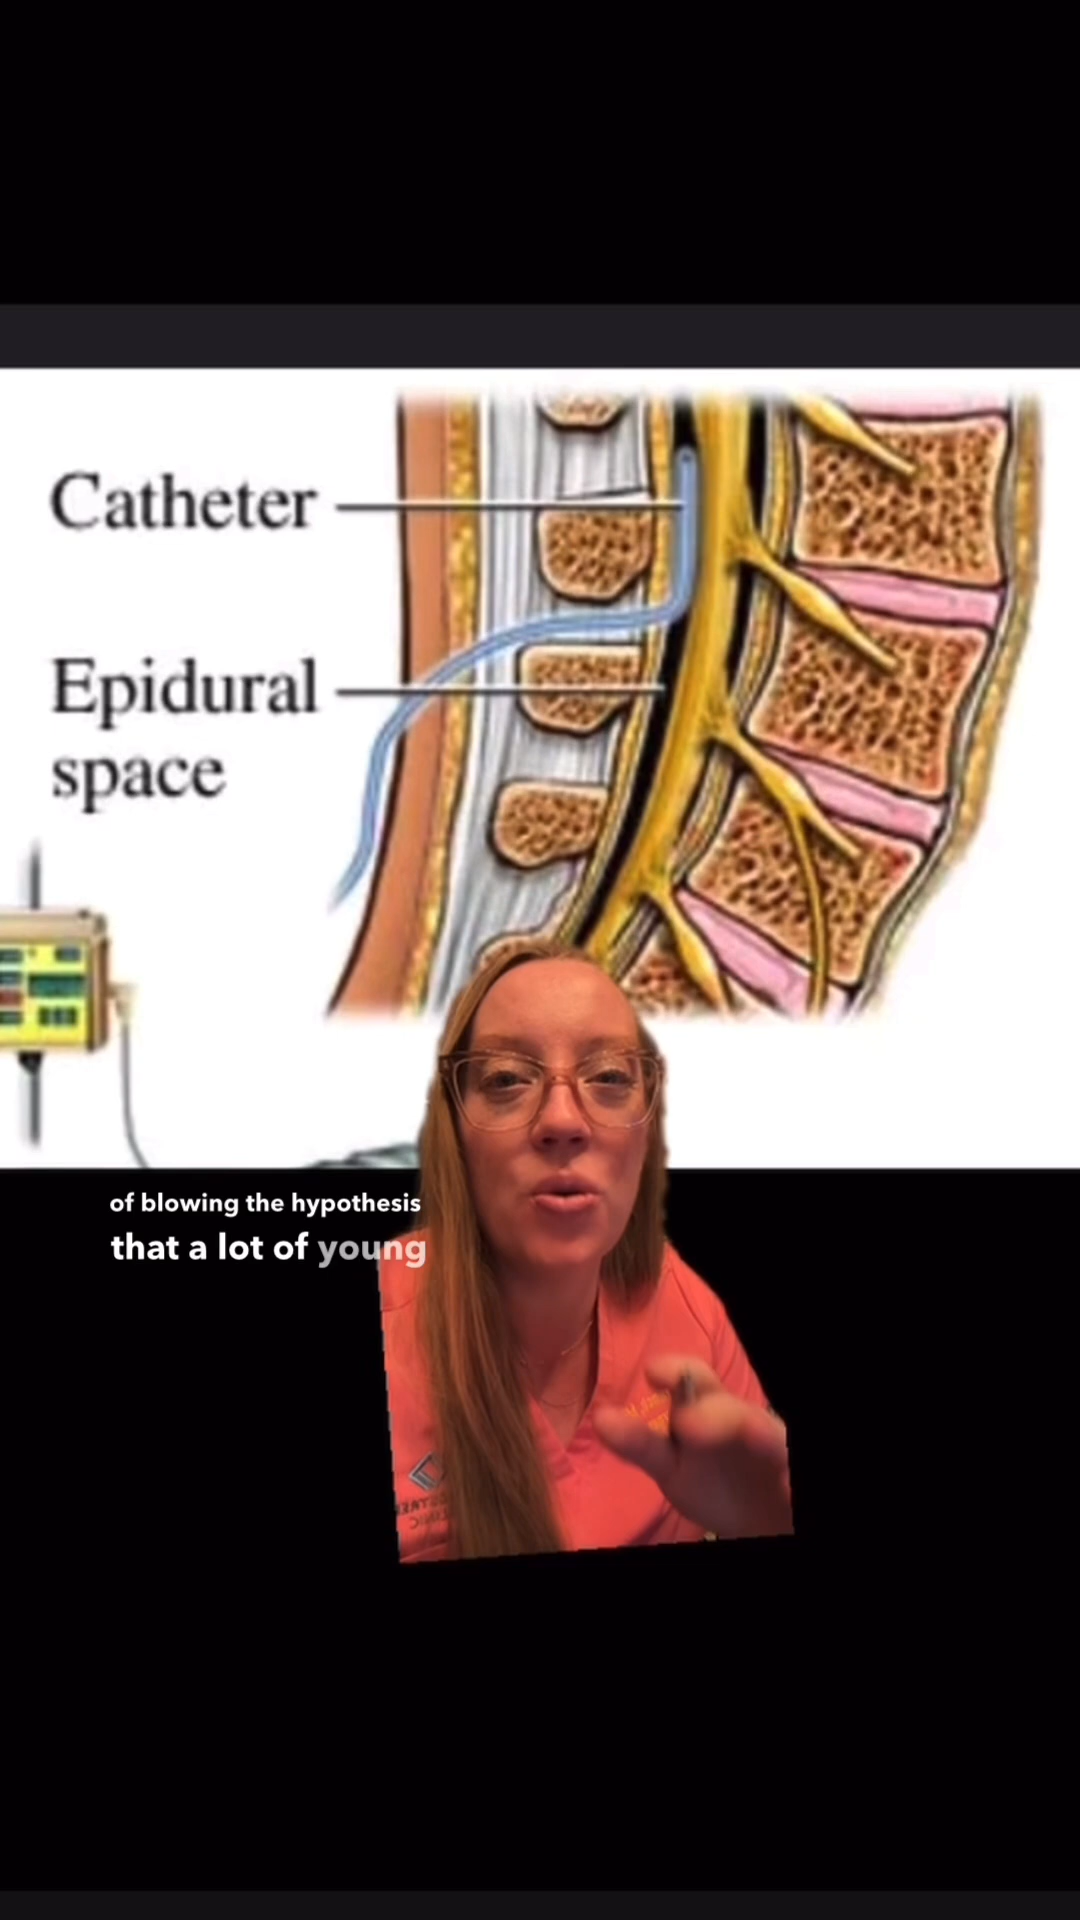 Catheter
Epidural
space
of blowing the hypothesis
that a lot of young